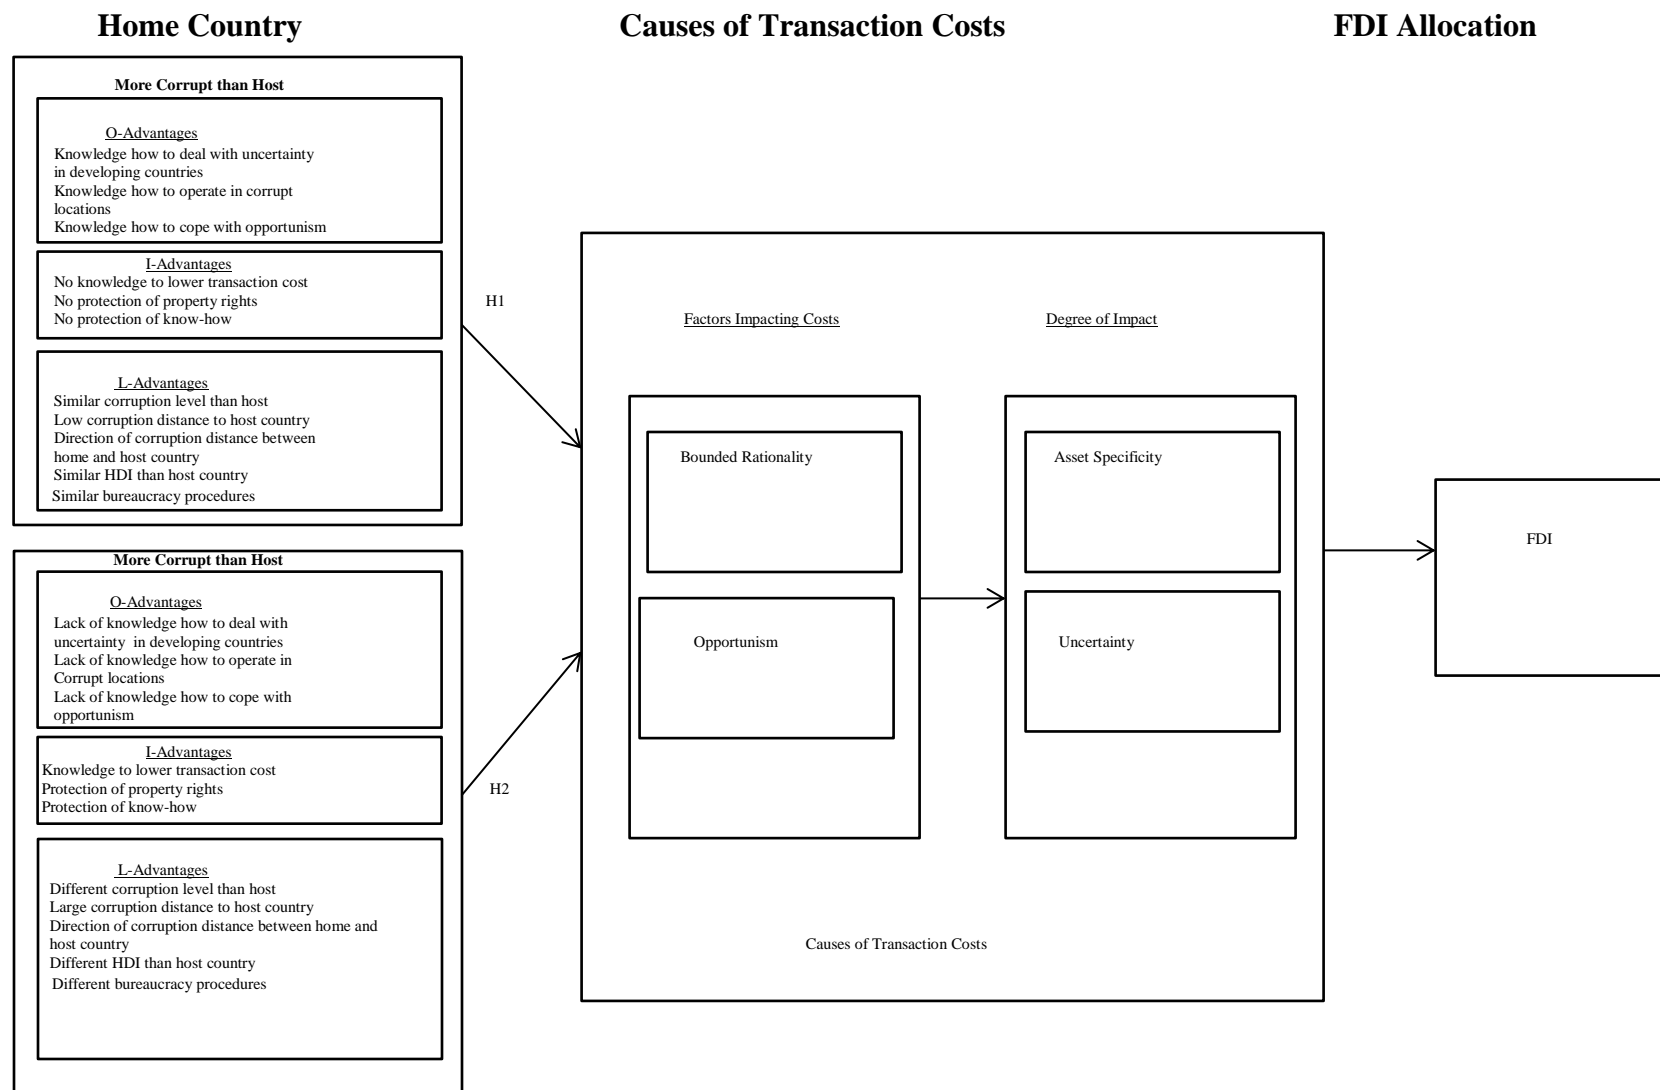 Home Country
Causes of Transaction Costs
FDI Allocation
More Corrupt than Host
O-Advantages
Knowledge how to deal with uncertainty
in developing countries
Knowledge how to operate in corrupt
locations
Knowledge how to cope with opportunism
I-Advantages
No knowledge to lower transaction cost
No protection of property rights
No protection of know-how
L-Advantages
Similar corruption level than host
Low corruption distance to host country
Direction of corruption distance between
home and host country
Similar HDI than host country
Similar bureaucracy procedures
More Corrupt than Host
O-Advantages
Lack of knowledge how to deal with
uncertainty in developing countries
Lack of knowledge how to operate in
Corrupt locations
Lack of knowledge how to cope with
opportunism
I-Advantages
Knowledge to lower transaction cost
Protection of property rights
Protection of know-how
L-Advantages
Different corruption level than host
Large corruption distance to host country
Direction of corruption distance between home and
host country
Different HDI than host country
Different bureaucracy procedures
H1
H2
Factors Impacting Costs
Bounded Rationality
Opportunism
Degree of Impact
Asset Specificity
Uncertainty
Causes of Transaction Costs
FDI